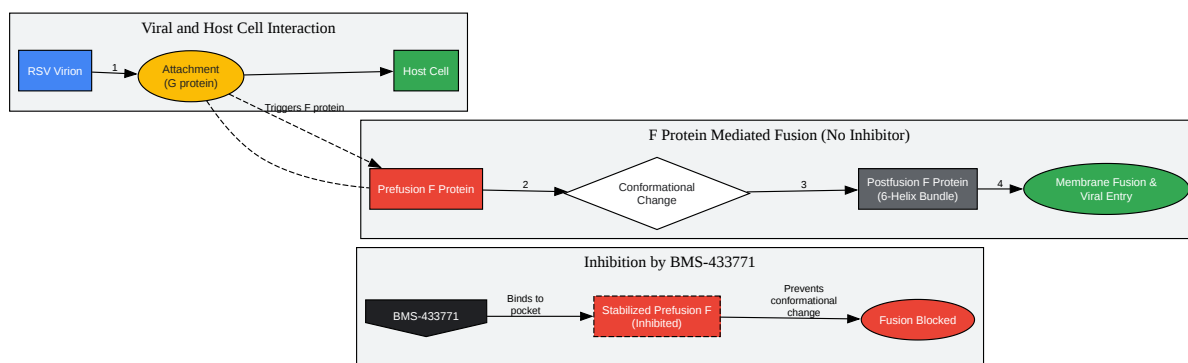 Viral and Host Cell Interaction
RSV Virion
1
Attachment
(G protein)
Host Cell
Triggers F protein
F Protein Mediated Fusion (No Inhibitor)
Prefusion F Protein
2
Conformational
Change
3
Postfusion F Protein
(6-Helix Bundle)
4
Membrane Fusion &
Viral Entry
Inhibition by BMS-433771
BMS-433771
Binds to
pocket
Stabilized Prefusion F
(Inhibited)
Prevents
conformational
change
Fusion Blocked